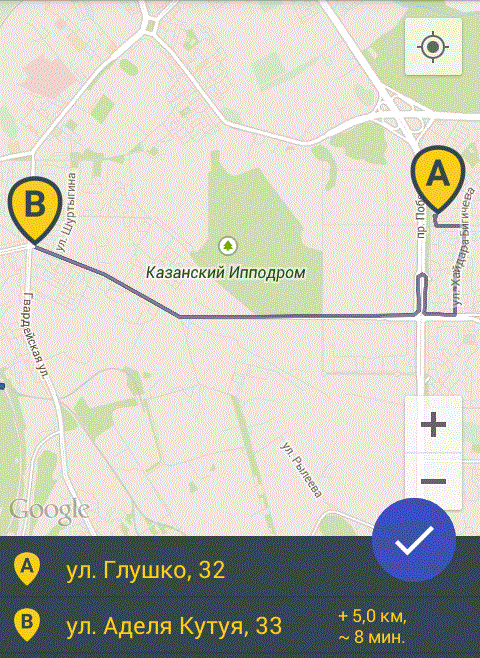 A
B
ул. Шуртыгина
пр. Побе
ул. Хайдара Бигичева
Казанский Ипподром
Гвардейская ул.
ул. Рылеева
Google
A ул. Глушко, 32
B ул. Аделя Кутуя, 33
+ 5,0 км,
~ 8 мин.